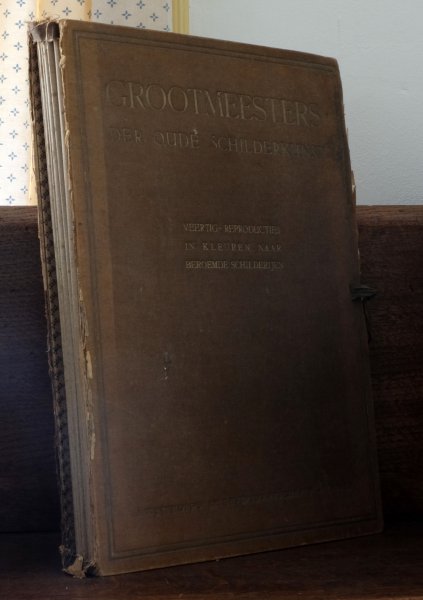 GROOTMEESTERS
DER OUDE SCHILDERKUNST
VEERTIG REPRODUCTIES
IN KLEUREN NAAR
BEROEMDE SCHILDERIJEN